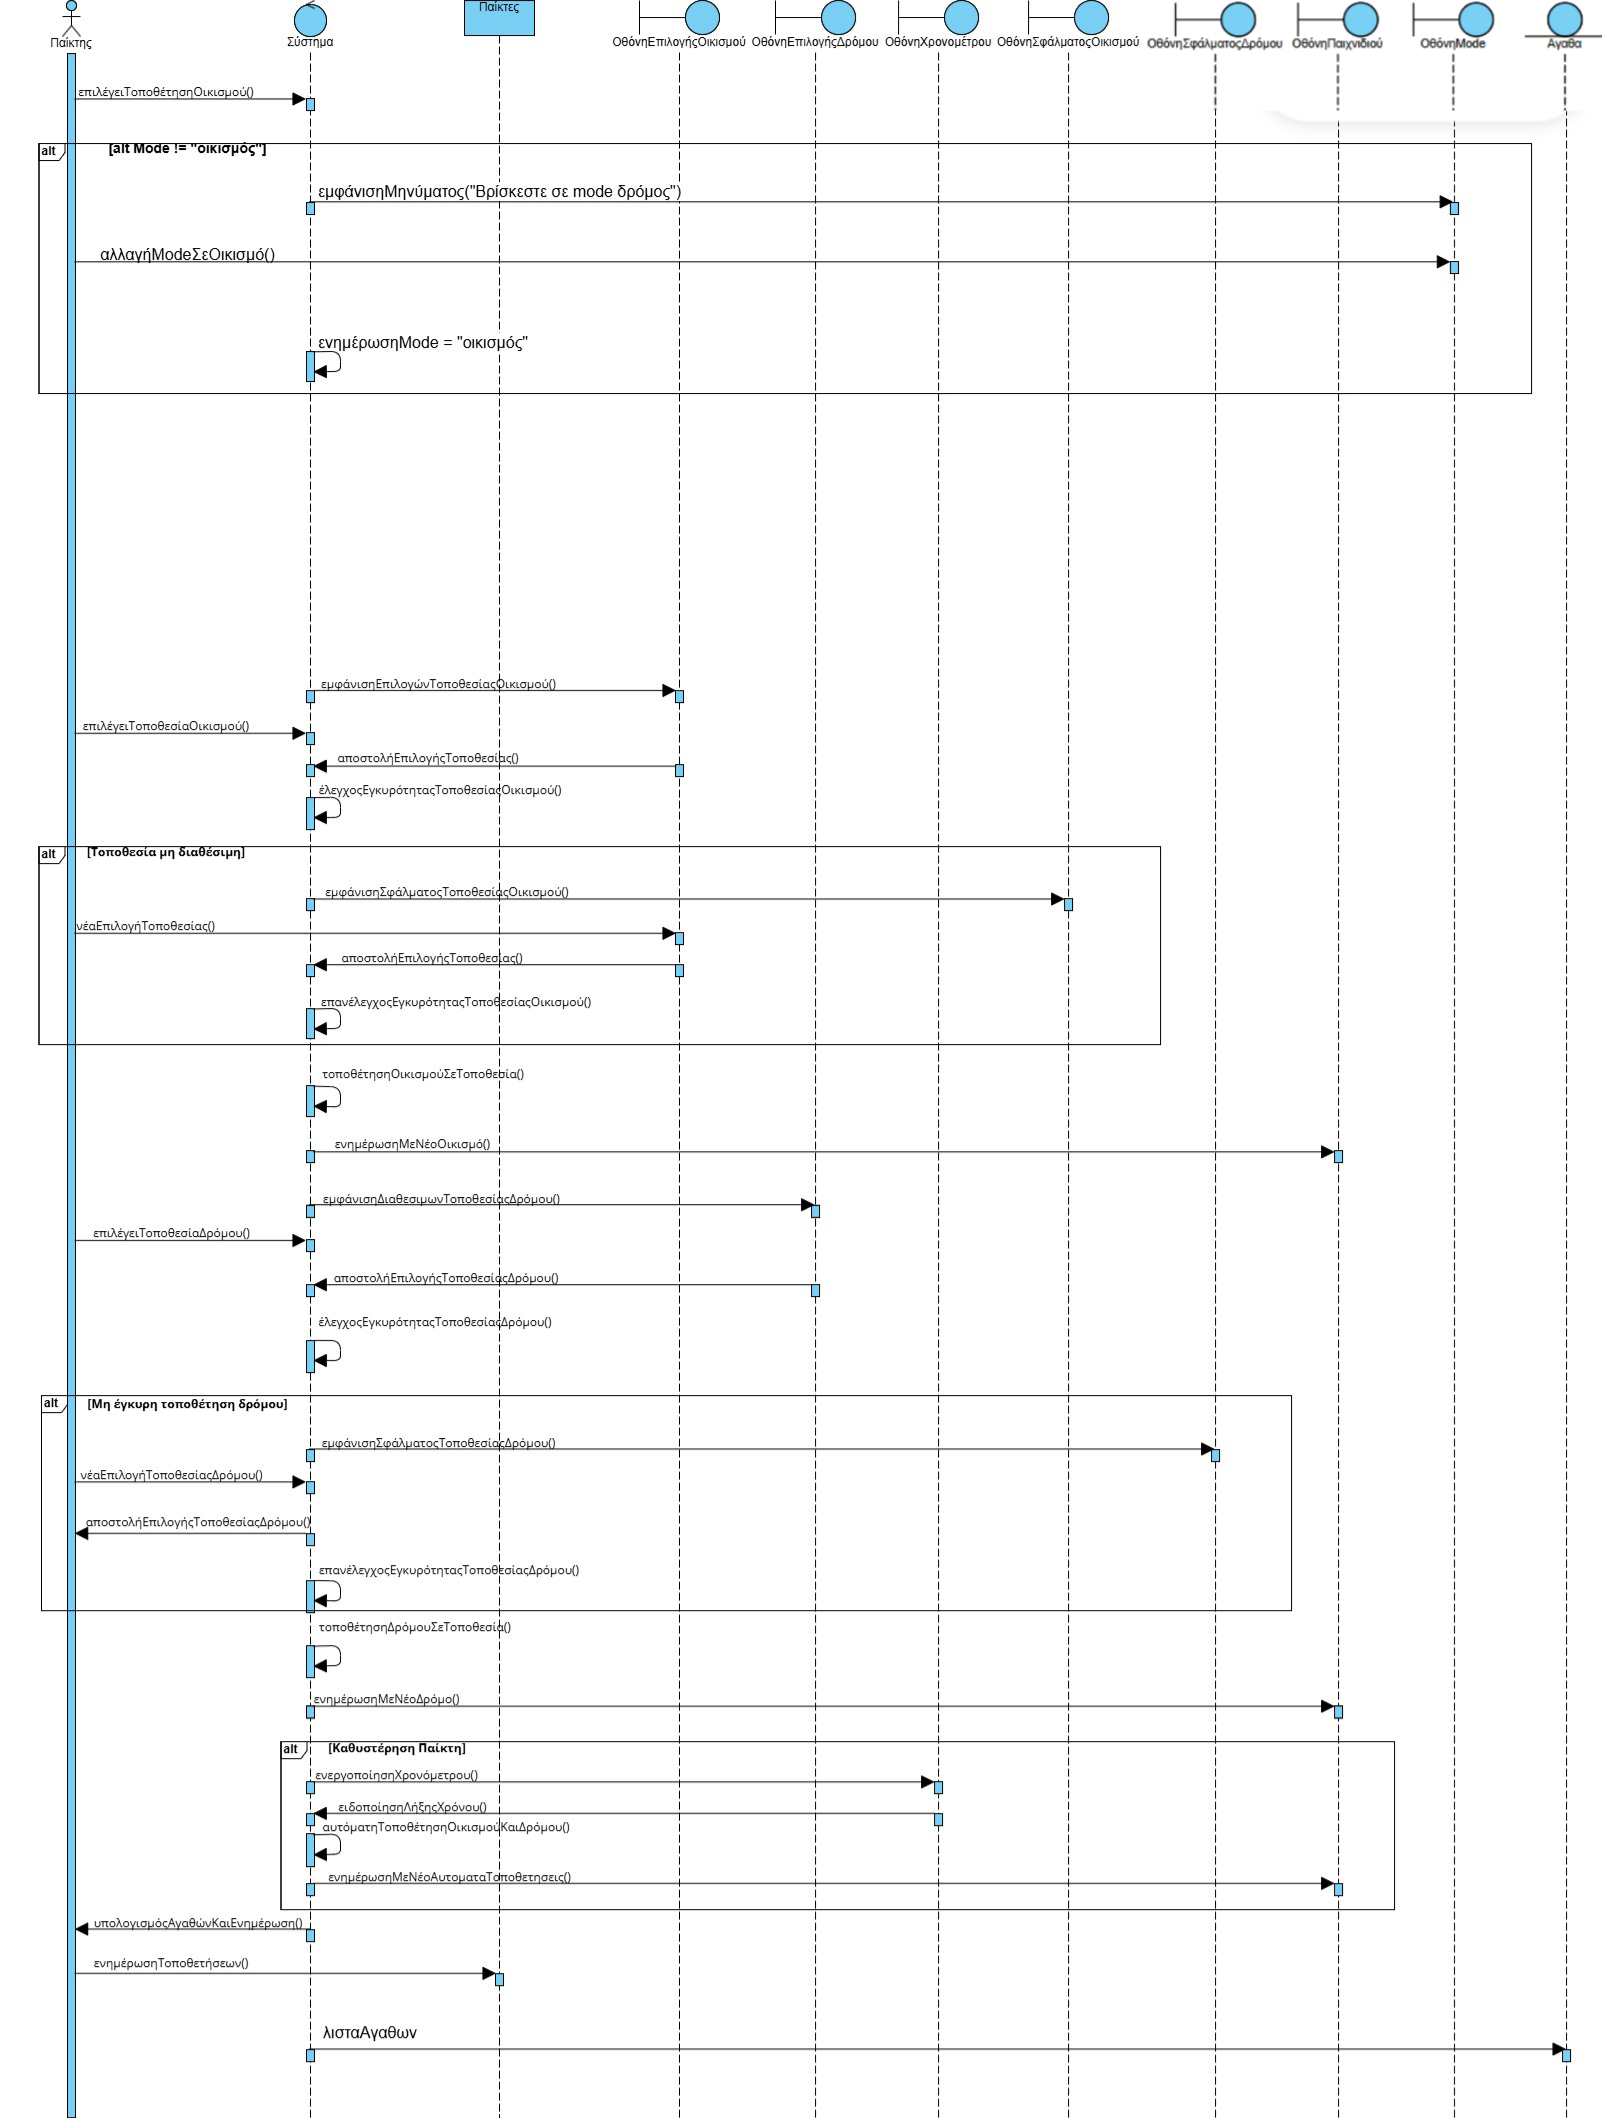 Παίκτης
Σύστημα
Παίκτες
ΟθόνηΕπιλογήςΟικισμού
ΟθόνηΕπιλογήςΔρόμου
ΟθόνηΧρονομέτρου
ΟθόνηΣφάλματοςΟικισμού
ΟθόνηΣφάλματοςΔρόμου
ΟθόνηΠαιχνιδιού
ΟθόνηMode
Αγαθα
επιλέγειΤοποθέτησηΟικισμού()
alt
[alt Mode != "οικισμός"]
εμφάνισηΜηνύματος("Βρίσκεστε σε mode δρόμος")
αλλαγήModeΣεΟικισμό()
ενημέρωσηMode = "οικισμός"
εμφάνισηΕπιλογώνΤοποθεσίαςΟικισμού()
επιλέγειΤοποθεσίαΟικισμού()
αποστολήΕπιλογήςΤοποθεσίας()
έλεγχοςΕγκυρότηταςΤοποθεσίαςΟικισμού()
alt
[Τοποθεσία μη διαθέσιμη]
εμφάνισηΣφάλματοςΤοποθεσίαςΟικισμού()
νέαΕπιλογήΤοποθεσίας()
αποστολήΕπιλογήςΤοποθεσίας()
επανέλεγχοςΕγκυρότηταςΤοποθεσίαςΟικισμού()
τοποθέτησηΟικισμούΣεΤοποθεσία()
ενημέρωσηΜεΝέοΟικισμό()
εμφάνισηΔιαθεσιμωνΤοποθεσίαςΔρόμου()
επιλέγειΤοποθεσίαΔρόμου()
αποστολήΕπιλογήςΤοποθεσίαςΔρόμου()
έλεγχοςΕγκυρότηταςΤοποθεσίαςΔρόμου()
alt
[Μη έγκυρη τοποθέτηση δρόμου]
εμφάνισηΣφάλματοςΤοποθεσίαςΔρόμου()
νέαΕπιλογήΤοποθεσίαςΔρόμου()
αποστολήΕπιλογήςΤοποθεσίαςΔρόμου()
επανέλεγχοςΕγκυρότηταςΤοποθεσίαςΔρόμου()
τοποθέτησηΔρόμουΣεΤοποθεσία()
ενημέρωσηΜεΝέοΔρόμο()
alt
[Καθυστέρηση Παίκτη]
ενεργοποίησηΧρονόμετρου()
ειδοποίησηΛήξηςΧρόνου()
αυτόματηΤοποθέτησηΟικισμούΚαιΔρόμου()
ενημέρωσηΜεΝέοΑυτοματαΤοποθετησεις()
υπολογισμόςΑγαθώνΚαιΕνημέρωση()
ενημέρωσηΤοποθετήσεων()
λισταΑγαθων